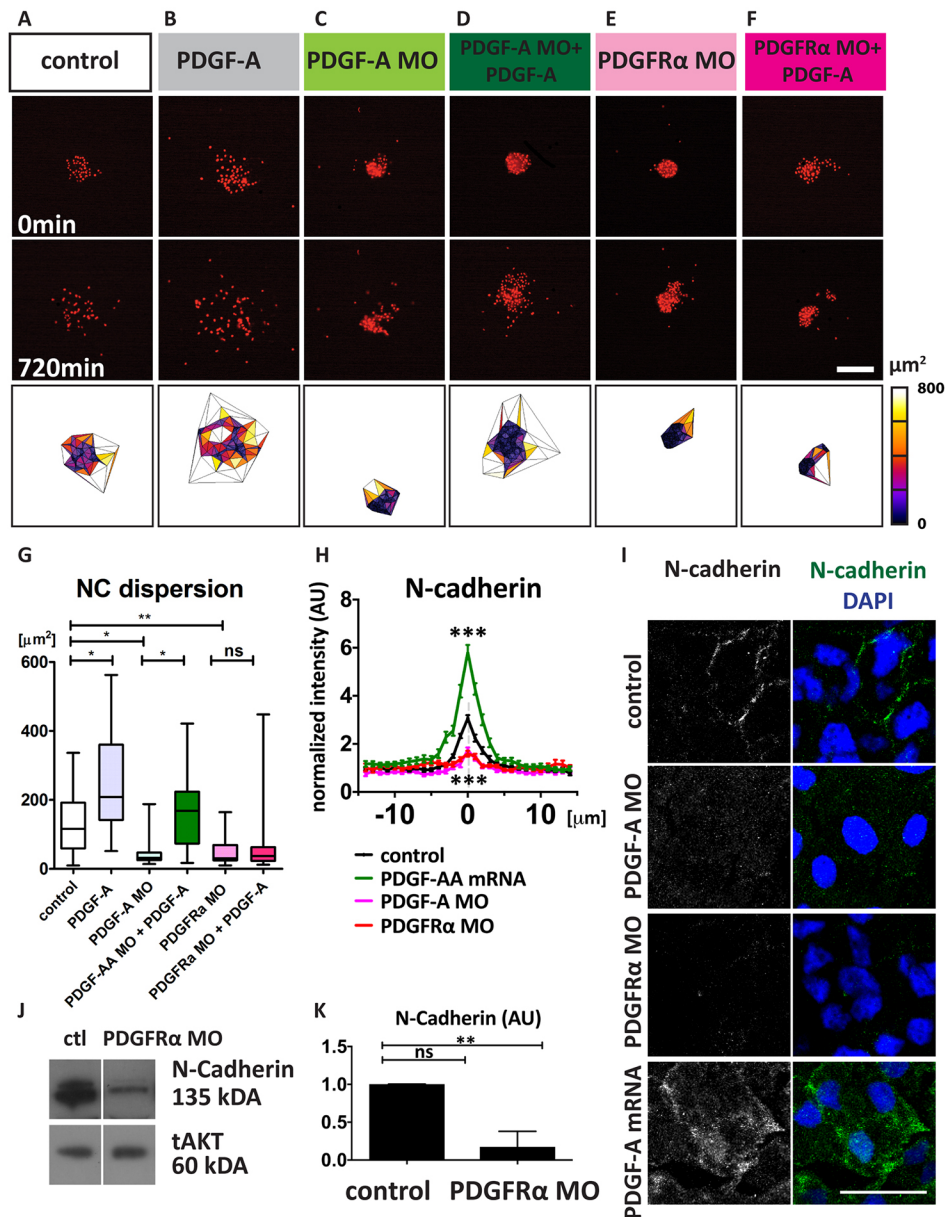 A B C D E F
control
PDGF-A
PDGF-A MO
PDGF-A MO+
PDGF-A
PDGFRα MO
PDGFRα MO+
PDGF-A
0min
720min
μm²
800
0
G
NC dispersion
[μm²]
**
*
* * ns
600
400
200
0
control
PDGF-A
PDGF-A MO
PDGF-AA MO + PDGF-A
PDGFRa MO
PDGFRa MO + PDGF-A
H
N-cadherin
normalized intensity (AU)
8
6
4
2
0
***
***
-10 0 10 [μm]
control
PDGF-AA mRNA
PDGF-A MO
PDGFRα MO
I
N-cadherin N-cadherin
DAPI
control
PDGF-A MO
PDGFRα MO
PDGF-A mRNA
J
ctl PDGFRα MO
N-Cadherin
135 kDA
tAKT
60 kDA
K
N-Cadherin (AU)
**
ns
1.5
1.0
0.5
0.0
control PDGFRα MO